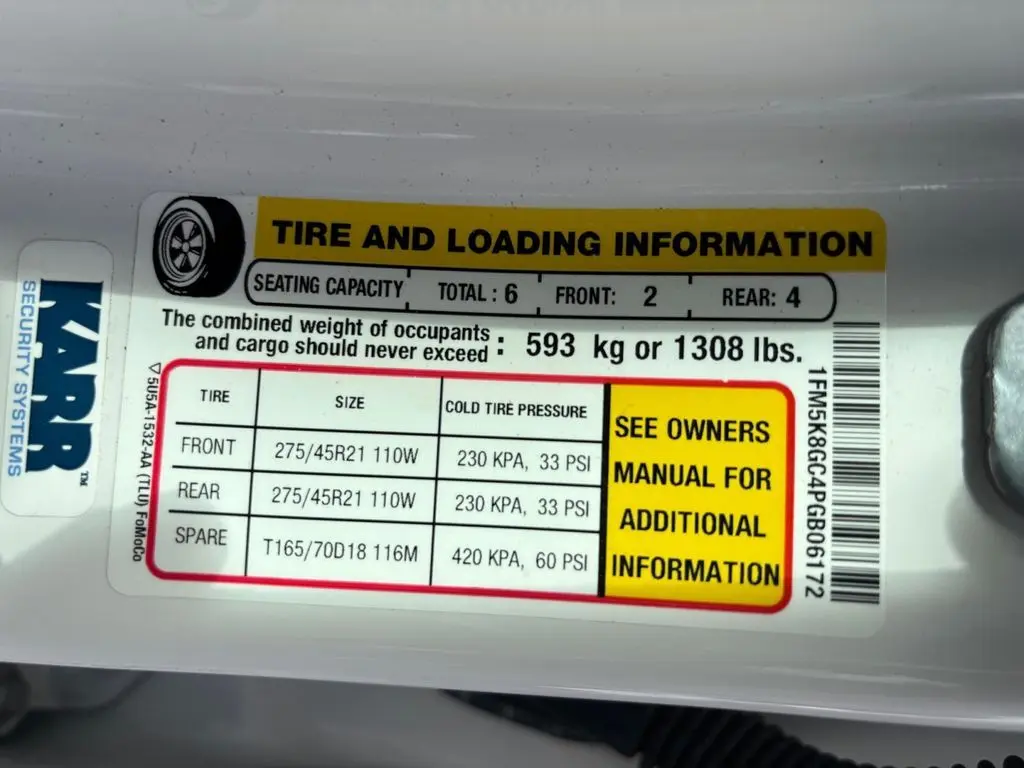 TIRE AND LOADING INFORMATION
SEATING CAPACITY TOTAL : 6 FRONT: 2 REAR: 4
The combined weight of occupants
and cargo should never exceed : 593 kg or 1308 lbs.
TIRE SIZE COLD TIRE PRESSURE
FRONT 275/45R21 110W 230 KPA, 33 PSI
REAR 275/45R21 110W 230 KPA, 33 PSI
SPARE T165/70D18 116M 420 KPA, 60 PSI
SEE OWNERS
MANUAL FOR
ADDITIONAL
INFORMATION
1FM5K8GC4PGB06172
▽5U5A-1532-AA (TLU) FoMoCo
KARR™
SECURITY SYSTEMS